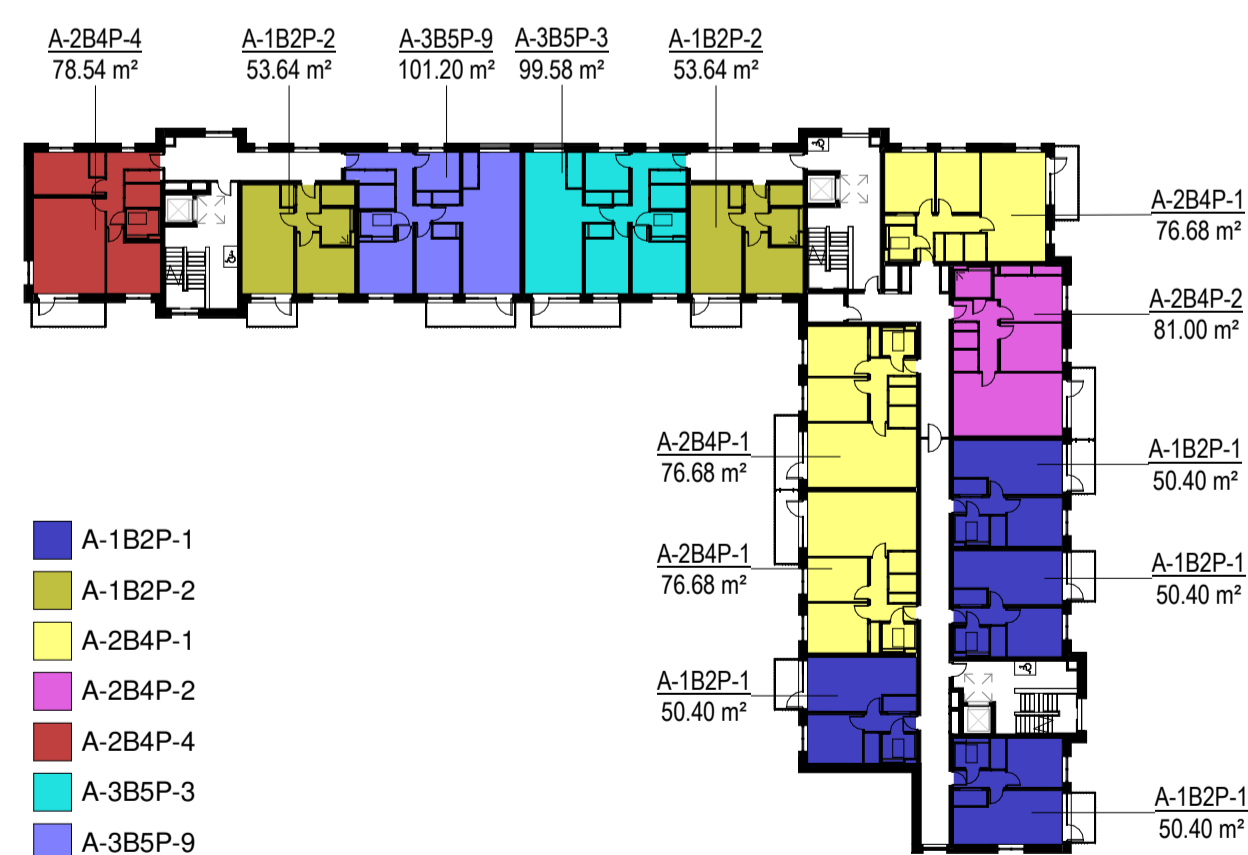 A-2B4P-4
78.54 m²
A-1B2P-2
53.64 m²
A-3B5P-9
101.20 m²
A-3B5P-3
99.58 m²
A-1B2P-2
53.64 m²
A-2B4P-1
76.68 m²
A-2B4P-2
81.00 m²
A-2B4P-1
76.68 m²
A-1B2P-1
50.40 m²
A-2B4P-1
76.68 m²
A-1B2P-1
50.40 m²
A-1B2P-1
50.40 m²
A-1B2P-1
50.40 m²
A-1B2P-1
A-1B2P-2
A-2B4P-1
A-2B4P-2
A-2B4P-4
A-3B5P-3
A-3B5P-9